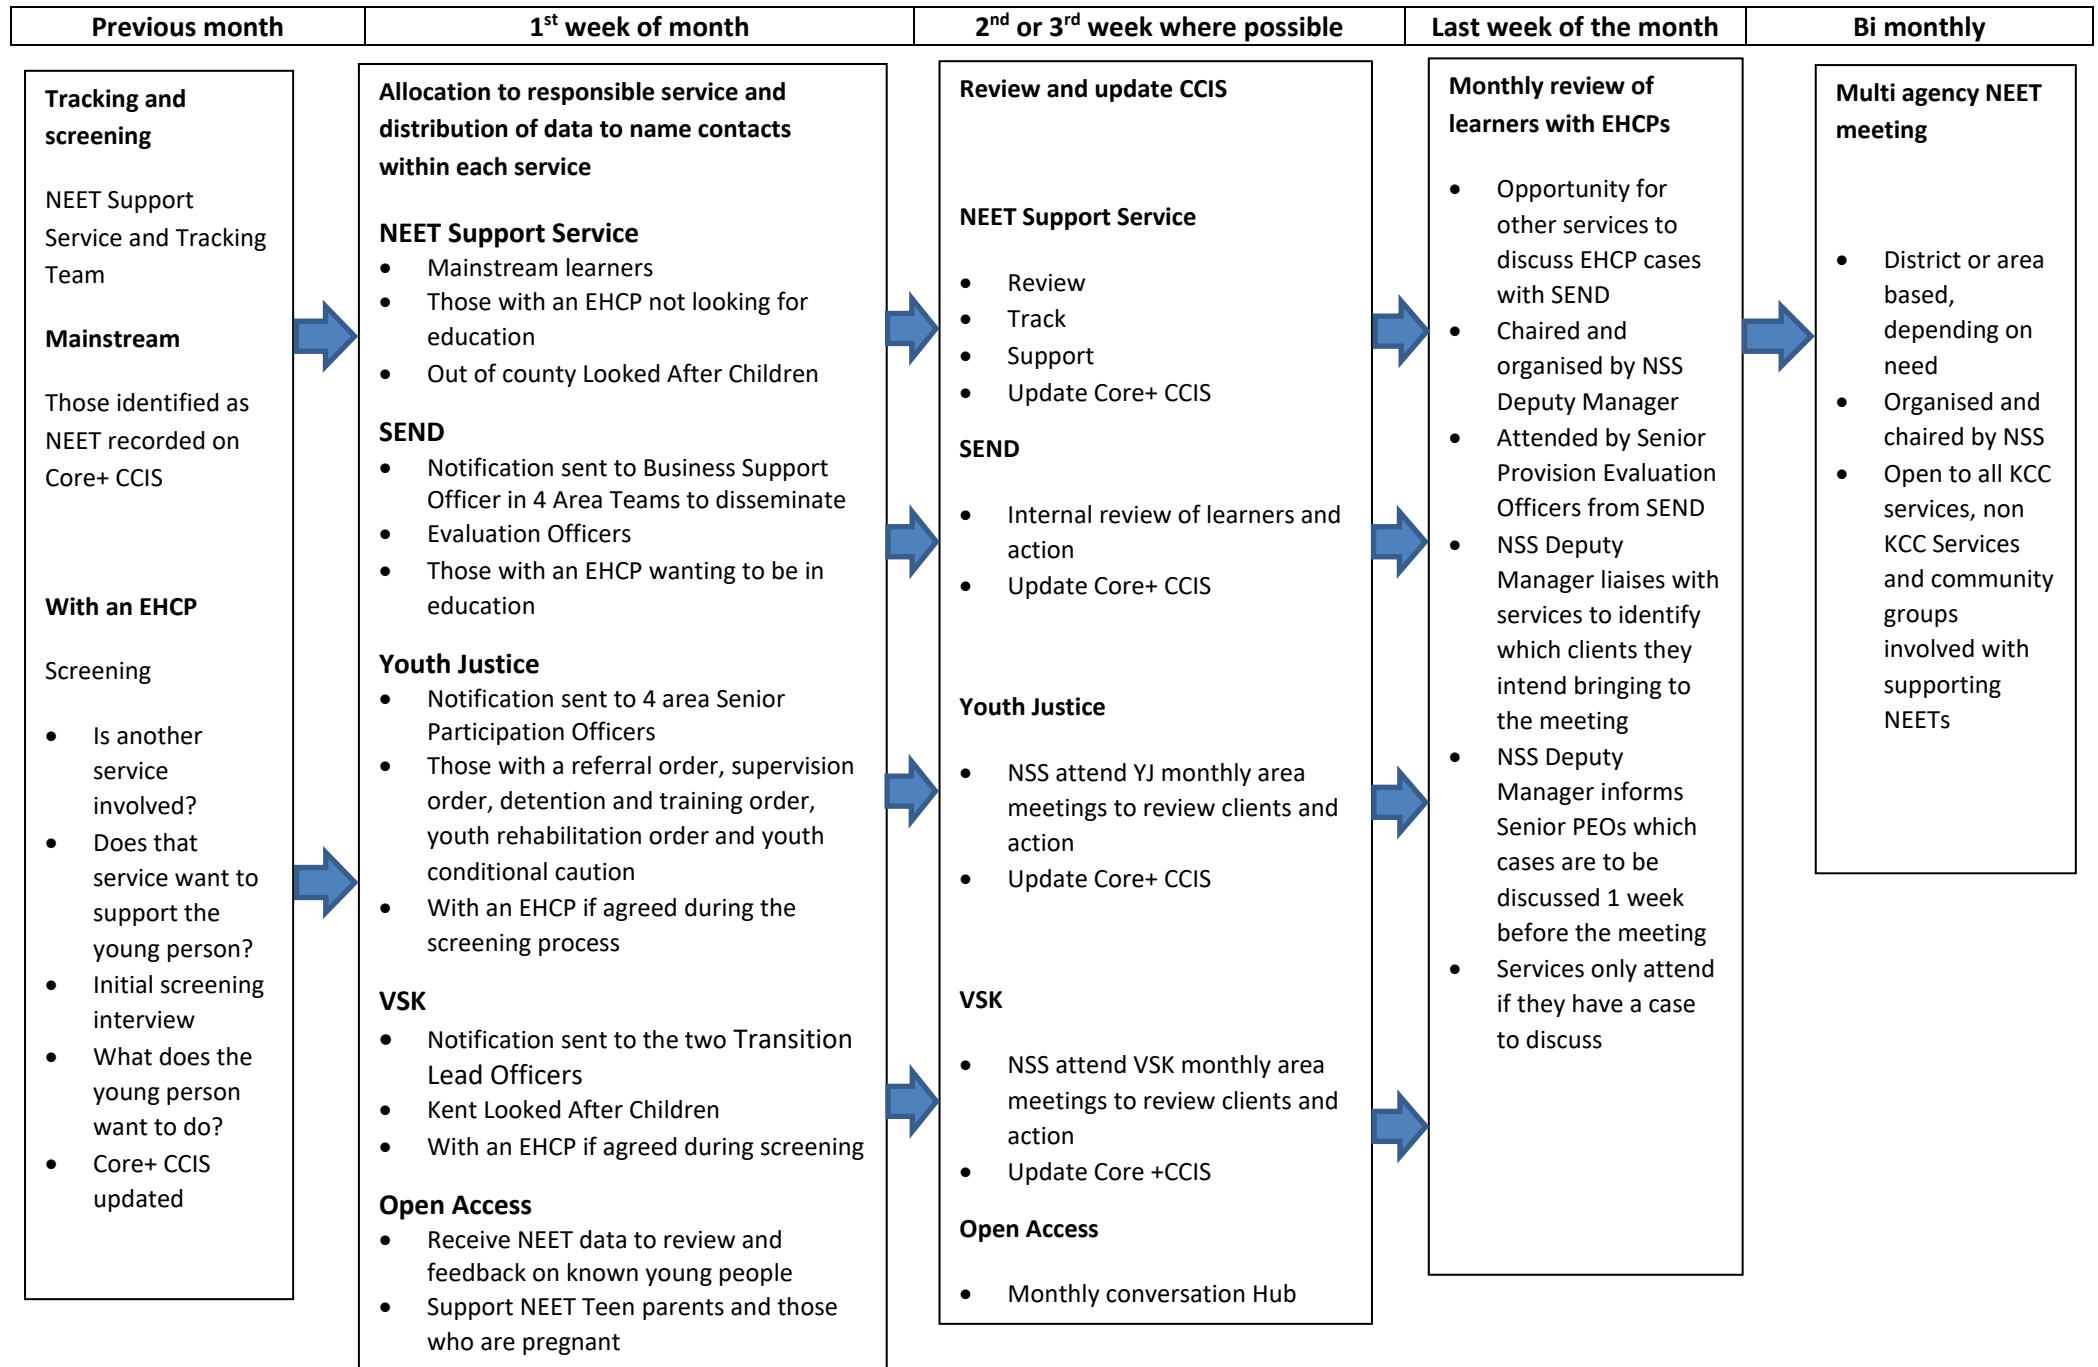 Previous month
1st week of month
2nd or 3rd week where possible
Last week of the month
Bi monthly
Tracking and
screening
NEET Support
Service and Tracking
Team
Mainstream
Those identified as
NEET recorded on
Core+ CCIS
With an EHCP
Screening
• Is another
service
involved?
• Does that
service want to
support the
young person?
• Initial screening
interview
• What does the
young person
want to do?
• Core+ CCIS
updated
Allocation to responsible service and
distribution of data to name contacts
within each service
NEET Support Service
• Mainstream learners
• Those with an EHCP not looking for
education
• Out of county Looked After Children
SEND
• Notification sent to Business Support
Officer in 4 Area Teams to disseminate
• Evaluation Officers
• Those with an EHCP wanting to be in
education
Youth Justice
• Notification sent to 4 area Senior
Participation Officers
• Those with a referral order, supervision
order, detention and training order,
youth rehabilitation order and youth
conditional caution
• With an EHCP if agreed during the
screening process
VSK
• Notification sent to the two Transition
Lead Officers
• Kent Looked After Children
• With an EHCP if agreed during screening
Open Access
• Receive NEET data to review and
feedback on known young people
• Support NEET Teen parents and those
who are pregnant
Review and update CCIS
NEET Support Service
• Review
• Track
• Support
• Update Core+ CCIS
SEND
• Internal review of learners and
action
• Update Core+ CCIS
Youth Justice
• NSS attend YJ monthly area
meetings to review clients and
action
• Update Core+ CCIS
VSK
• NSS attend VSK monthly area
meetings to review clients and
action
• Update Core +CCIS
Open Access
• Monthly conversation Hub
Monthly review of
learners with EHCPs
• Opportunity for
other services to
discuss EHCP cases
with SEND
• Chaired and
organised by NSS
Deputy Manager
• Attended by Senior
Provision Evaluation
Officers from SEND
• NSS Deputy
Manager liaises with
services to identify
which clients they
intend bringing to
the meeting
• NSS Deputy
Manager informs
Senior PEOs which
cases are to be
discussed 1 week
before the meeting
• Services only attend
if they have a case
to discuss
Multi agency NEET
meeting
• District or area
based,
depending on
need
• Organised and
chaired by NSS
• Open to all KCC
services, non
KCC Services
and community
groups
involved with
supporting
NEETs